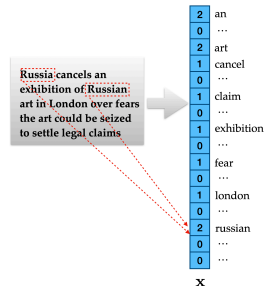 Russia cancels an
exhibition of Russian
art in London over fears
the art could be seized
to settle legal claims
2 an
0 ...
2 art
1 cancel
0 ...
1 claim
0 ...
1 exhibition
0 ...
1 fear
0 ...
1 london
0 ...
2 russian
0 ...
0 ...
x